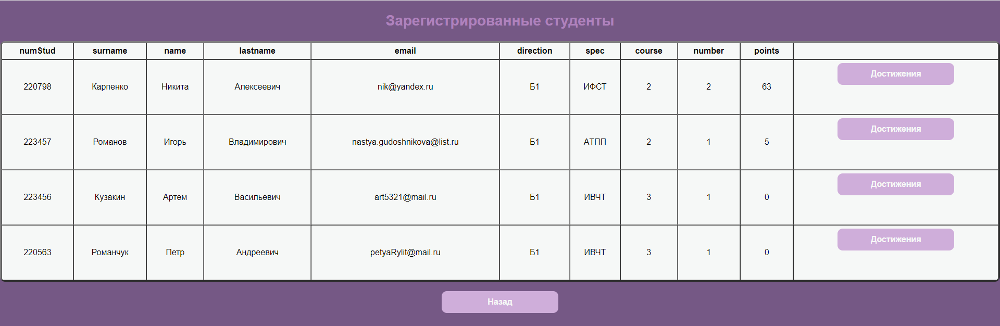 Зарегистрированные студенты
numStud surname name lastname email direction spec course number points
220798 Карпенко Никита Алексеевич nik@yandex.ru Б1 ИФСТ 2 2 63 Достижения
223457 Романов Игорь Владимирович nastya.gudoshnikova@list.ru Б1 АТПП 2 1 5 Достижения
223456 Кузакин Артем Васильевич art5321@mail.ru Б1 ИВЧТ 3 1 0 Достижения
220563 Романчук Петр Андреевич petyaRylit@mail.ru Б1 ИВЧТ 3 1 0 Достижения
Назад